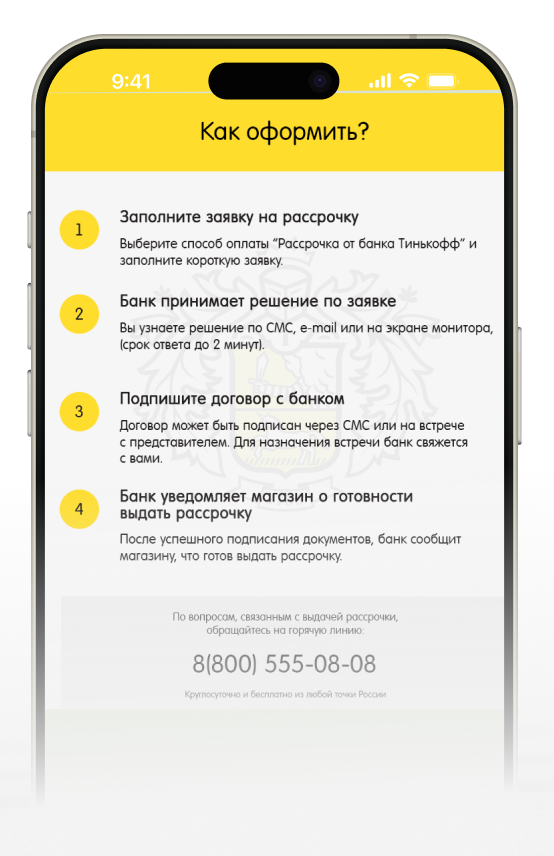 9:41
Как оформить?
1
Заполните заявку на рассрочку
Выберите способ оплаты “Рассрочка от банка Тинькофф” и
заполните короткую заявку.
2
Банк принимает решение по заявке
Вы узнаете решение по СМС, e-mail или на экране монитора,
(срок ответа до 2 минут).
3
Подпишите договор с банком
Договор может быть подписан через СМС или на встрече
с представителем. Для назначения встречи банк свяжется
с вами.
4
Банк уведомляет магазин о готовности
выдать рассрочку
После успешного подписания документов, банк сообщит
магазину, что готов выдать рассрочку.
По вопросам, связанным с выдачей рассрочки,
обращайтесь на горячую линию:
8(800) 555-08-08
Круглосуточно и бесплатно из любой точки России